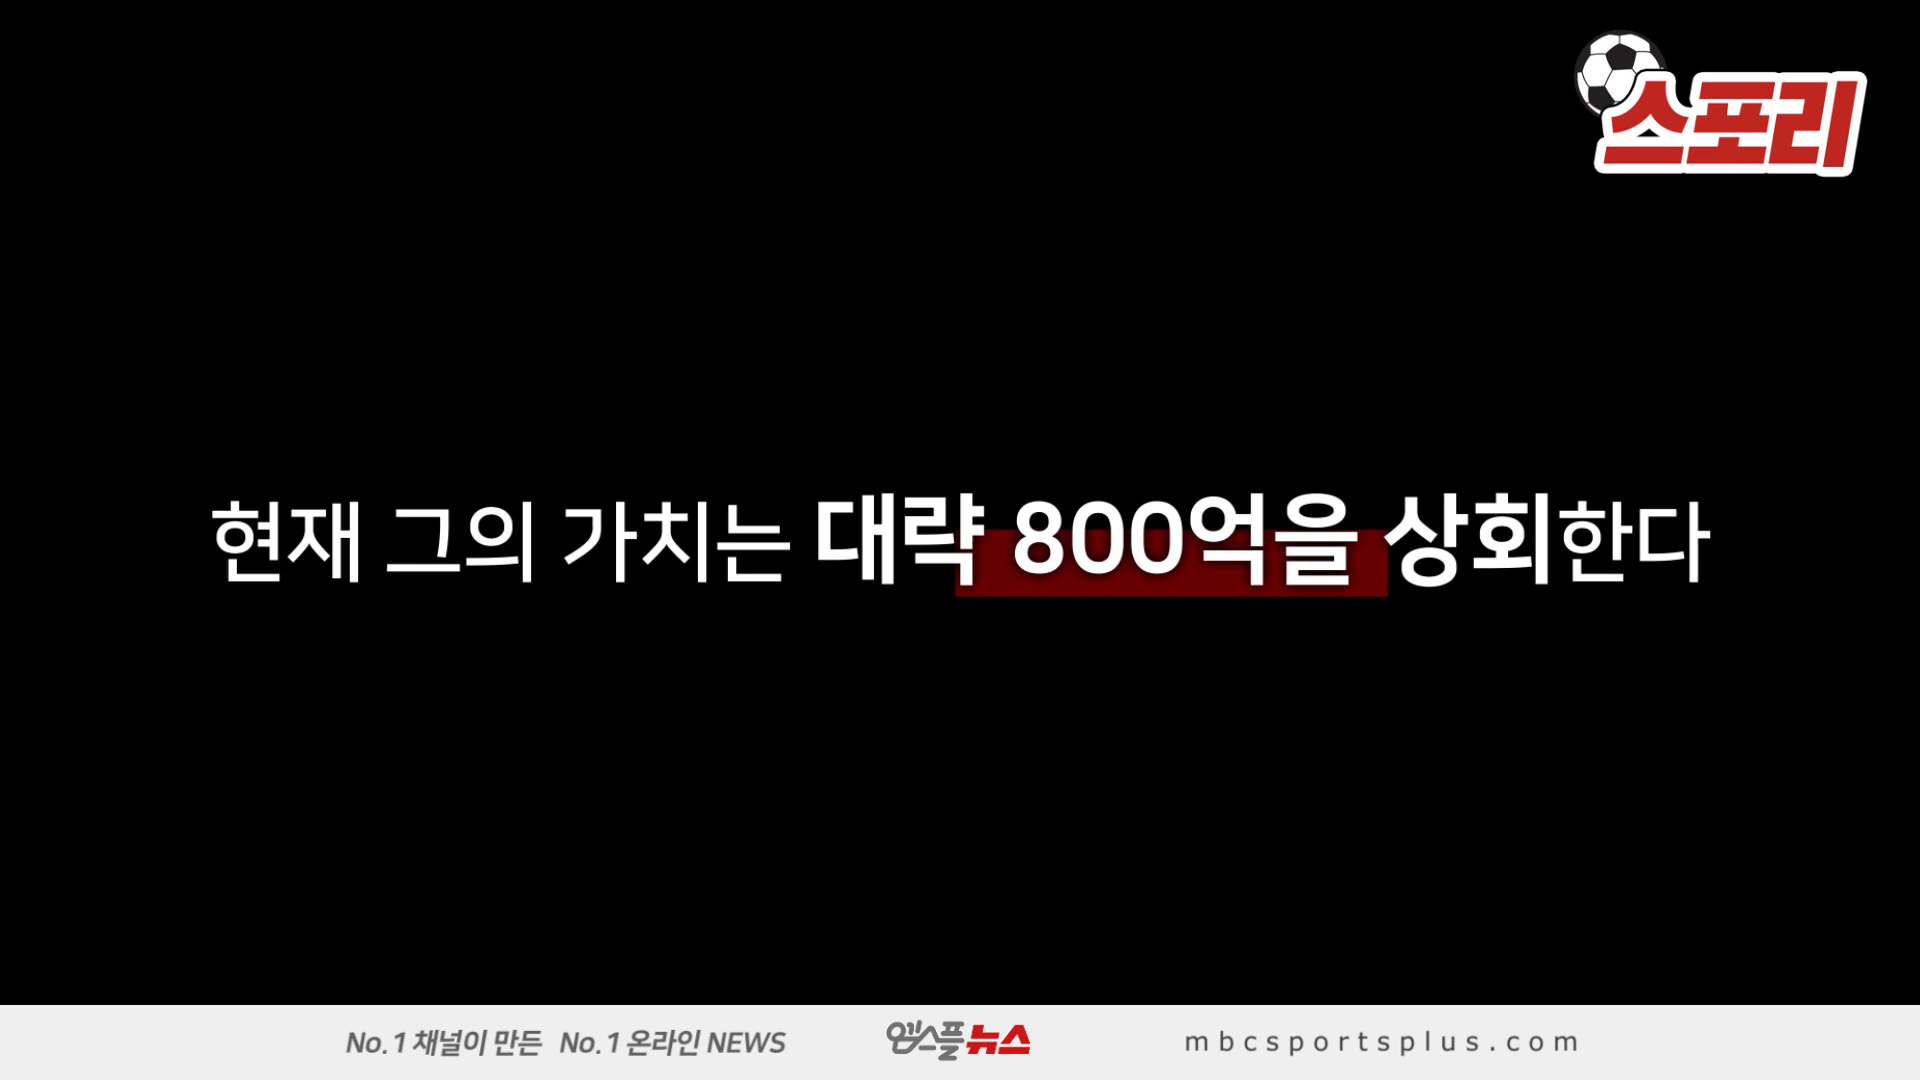 스포리
현재 그의 가치는 대략 800억을 상회한다
No.1 채널이 만든 No.1 온라인 NEWS
엠스플뉴스
mbcsportsplus.com